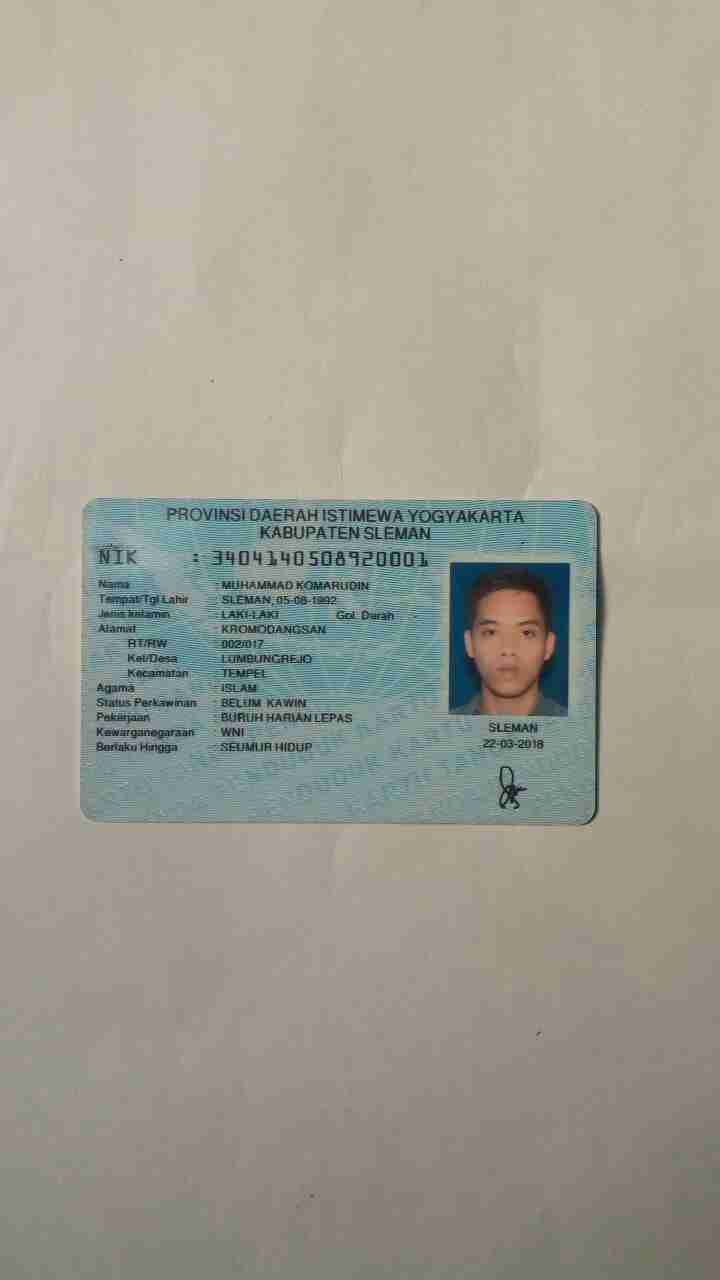 PROVINSI DAERAH ISTIMEWA YOGYAKARTA
KABUPATEN SLEMAN
NIK : 3404140508920001
Nama : MUHAMMAD KOMARUDIN
Tempat/Tgl Lahir : SLEMAN, 05-08-1992
Jenis kelamin : LAKI-LAKI Gol. Darah : -
Alamat : KROMODANGSAN
RT/RW : 002/017
Kel/Desa : LUMBUNGREJO
Kecamatan : TEMPEL
Agama : ISLAM
Status Perkawinan : BELUM KAWIN
Pekerjaan : BURUH HARIAN LEPAS
Kewarganegaraan : WNI
Berlaku Hingga : SEUMUR HIDUP
SLEMAN
22-03-2018